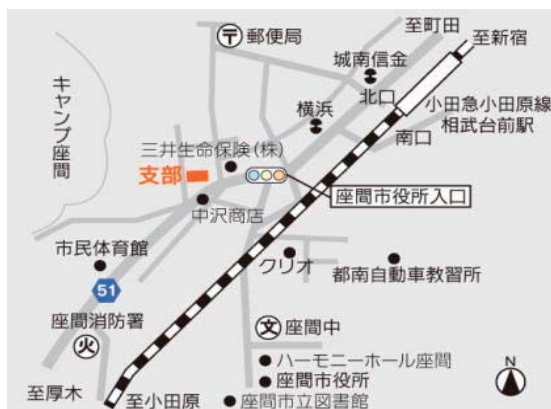 至町田
至新宿
〒 郵便局
城南信金
北口
小田急小田原線
相武台前駅
南口
横浜
キャンプ座間
三井生命保険(株)
支部
座間市役所入口
中沢商店
市民体育館
クリオ
都南自動車教習所
51
座間消防署
火
文 座間中
ハーモニーホール座間
座間市役所
座間市立図書館
至厚木
至小田原
N